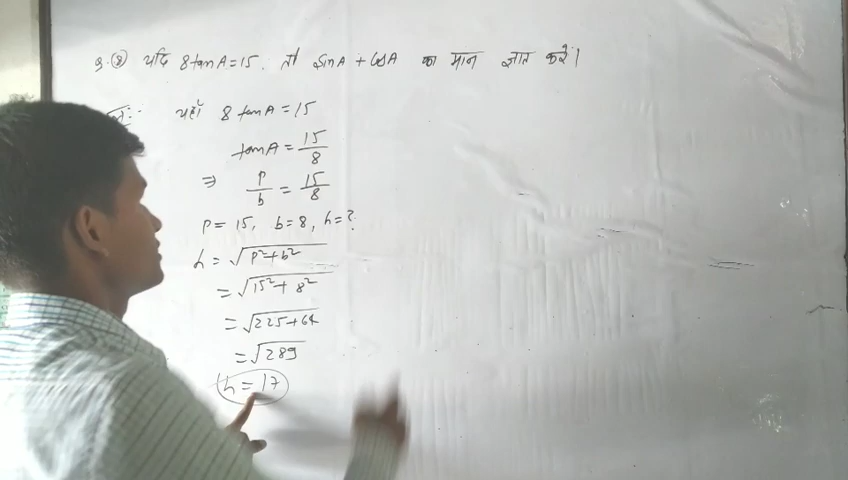 Q.(8) यदि 8tanA=15. तो sinA + cosA का मान ज्ञात करें।
यहाँ 8 tanA = 15
tanA = 15/8
⇒ P/b = 15/8
P = 15, b=8, h=?
h = √P²+b²
= √15²+ 8²
= √225+64
= √289
h = 17